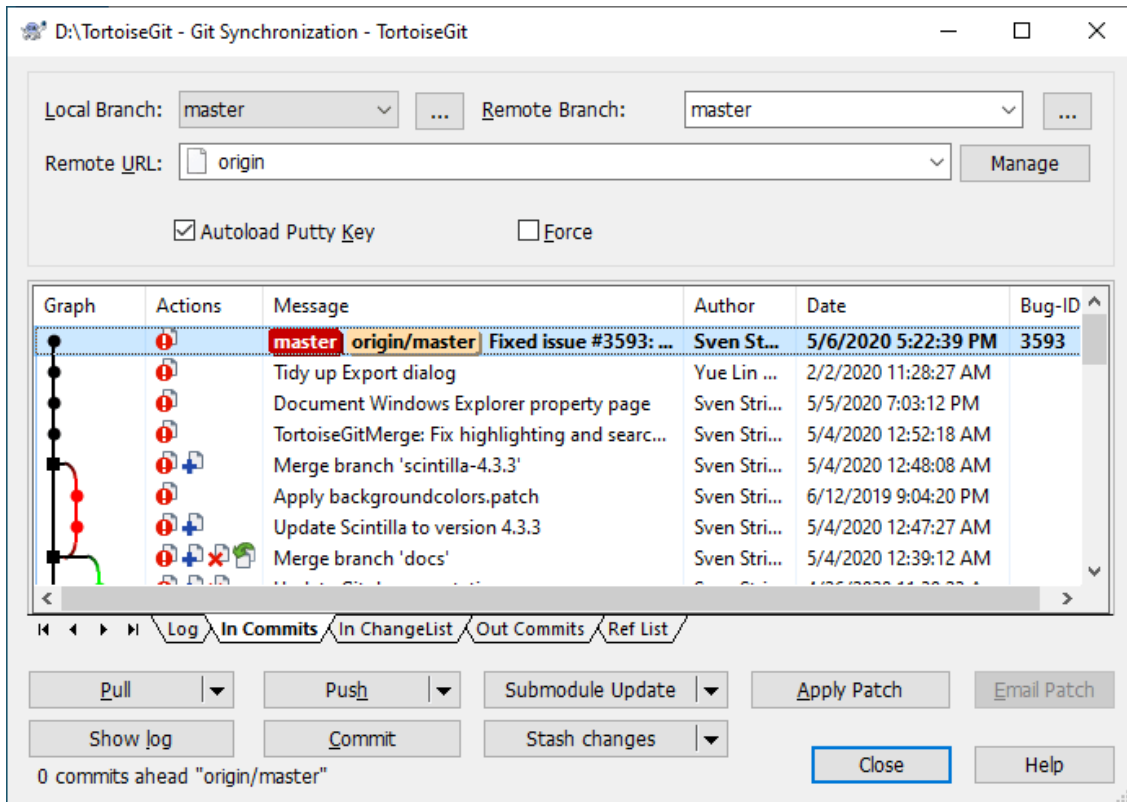 D:\TortoiseGit - Git Synchronization - TortoiseGit
Local Branch: master ... Remote Branch: master ...
Remote URL: origin Manage
Autoload Putty Key Force
Graph Actions Message Author Date Bug-ID
master origin/master Fixed issue #3593: ... Sven St... 5/6/2020 5:22:39 PM 3593
Tidy up Export dialog Yue Lin ... 2/2/2020 11:28:27 AM
Document Windows Explorer property page Sven Stri... 5/5/2020 7:03:12 PM
TortoiseGitMerge: Fix highlighting and searc... Sven Stri... 5/4/2020 12:52:18 AM
Merge branch 'scintilla-4.3.3' Sven Stri... 5/4/2020 12:48:08 AM
Apply backgroundcolors.patch Sven Stri... 6/12/2019 9:04:20 PM
Update Scintilla to version 4.3.3 Sven Stri... 5/4/2020 12:47:27 AM
Merge branch 'docs' Sven Stri... 5/4/2020 12:39:12 AM
Log In Commits In ChangeList Out Commits Ref List
Pull Push Submodule Update Apply Patch Email Patch
Show log Commit Stash changes
Close Help
0 commits ahead "origin/master"